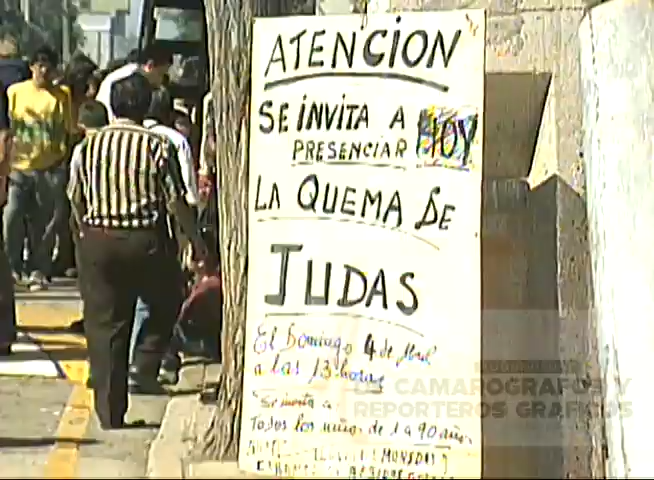 ATENCION
SE INVITA A HOY
PRESENCIAR
LA QUEMA DE
JUDAS
El Domingo 4 de Abril
a las 13 horas
Se invita a
Todos los niños de 1 a 90 años
(MONEDAS)
CAMAROGRAFOS Y
REPORTEROS GRAFICOS